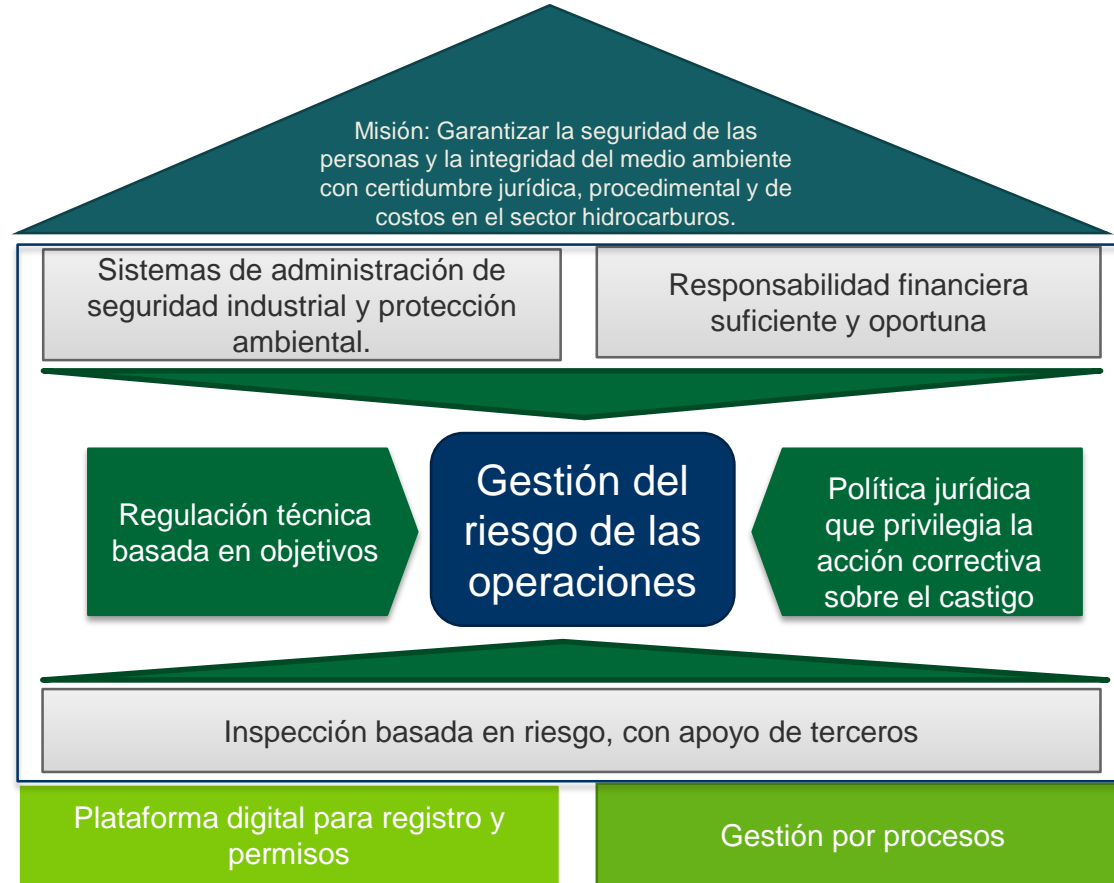 Misión: Garantizar la seguridad de las
personas y la integridad del medio ambiente
con certidumbre jurídica, procedimental y de
costos en el sector hidrocarburos.
Sistemas de administración de
seguridad industrial y protección
ambiental.
Responsabilidad financiera
suficiente y oportuna
Regulación técnica
basada en objetivos
Gestión del
riesgo de las
operaciones
Política jurídica
que privilegia la
acción correctiva
sobre el castigo
Inspección basada en riesgo, con apoyo de terceros
Plataforma digital para registro y
permisos
Gestión por procesos